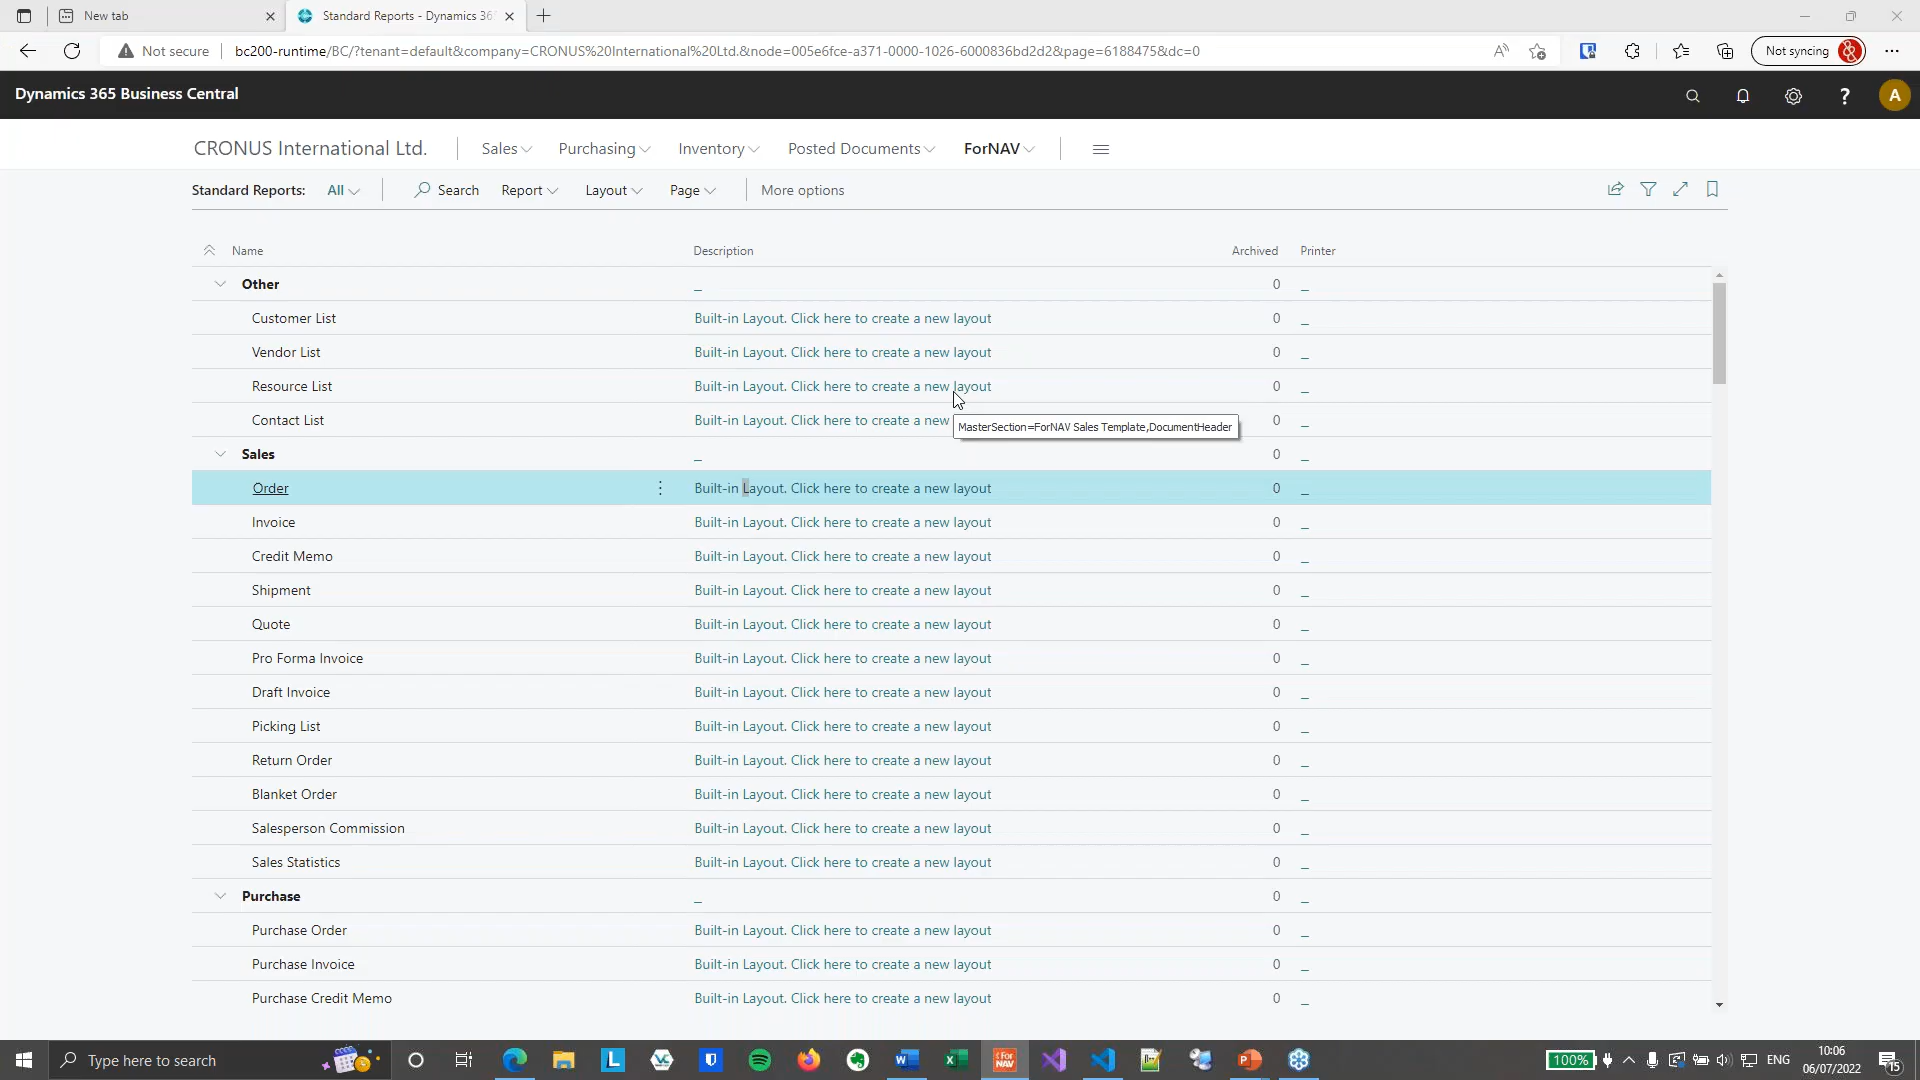 New tab
Standard Reports - Dynamics 36
Not secure
bc200-runtime/BC/?tenant=default&company=CRONUS%20International%20Ltd.&node=005e6fce-a371-0000-1026-6000836bd2d2&page=6188475&dc=0
Not syncing
Dynamics 365 Business Central
A
CRONUS International Ltd. Sales Purchasing Inventory Posted Documents ForNAV
Standard Reports: All Search Report Layout Page More options
Name Description Archived Printer
Other _ 0 _
Customer List Built-in Layout. Click here to create a new layout 0 _
Vendor List Built-in Layout. Click here to create a new layout 0 _
Resource List Built-in Layout. Click here to create a new layout 0 _
Contact List Built-in Layout. Click here to create a new 0 _
MasterSection=ForNAV Sales Template,DocumentHeader
Sales _ 0 _
Order Built-in Layout. Click here to create a new layout 0 _
Invoice Built-in Layout. Click here to create a new layout 0 _
Credit Memo Built-in Layout. Click here to create a new layout 0 _
Shipment Built-in Layout. Click here to create a new layout 0 _
Quote Built-in Layout. Click here to create a new layout 0 _
Pro Forma Invoice Built-in Layout. Click here to create a new layout 0 _
Draft Invoice Built-in Layout. Click here to create a new layout 0 _
Picking List Built-in Layout. Click here to create a new layout 0 _
Return Order Built-in Layout. Click here to create a new layout 0 _
Blanket Order Built-in Layout. Click here to create a new layout 0 _
Salesperson Commission Built-in Layout. Click here to create a new layout 0 _
Sales Statistics Built-in Layout. Click here to create a new layout 0 _
Purchase _ 0 _
Purchase Order Built-in Layout. Click here to create a new layout 0 _
Purchase Invoice Built-in Layout. Click here to create a new layout 0 _
Purchase Credit Memo Built-in Layout. Click here to create a new layout 0 _
Type here to search
100%
ENG
10:06
06/07/2022
15